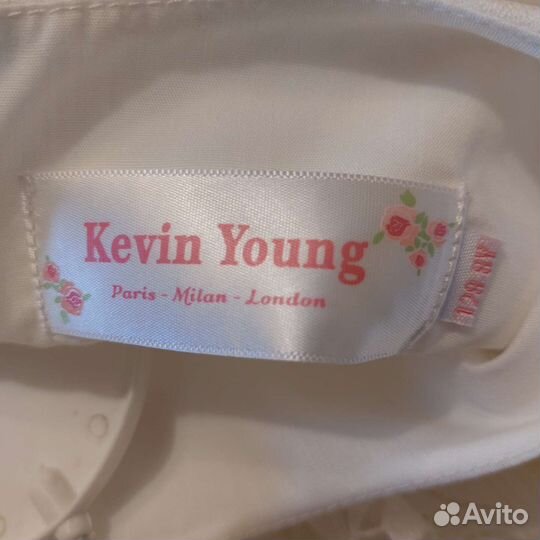 Kevin Young
Paris - Milan - London
Avito